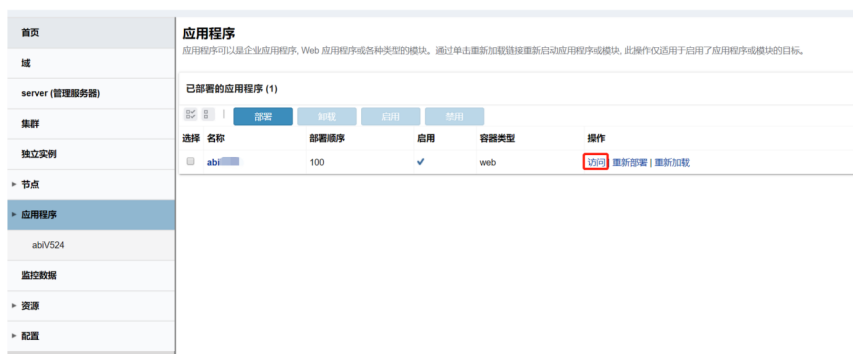 首页
域
server (管理服务器)
集群
独立实例
节点
应用程序
abiV524
监控数据
资源
配置
应用程序
应用程序可以是企业应用程序, Web 应用程序或各种类型的模块。通过单击重新加载链接重新启动应用程序或模块, 此操作仅适用于启用了应用程序或模块的目标。
已部署的应用程序 (1)
部署 卸载 启用 禁用
选择 名称 部署顺序 启用 容器类型 操作
abi 100 web 访问 | 重新部署 | 重新加载